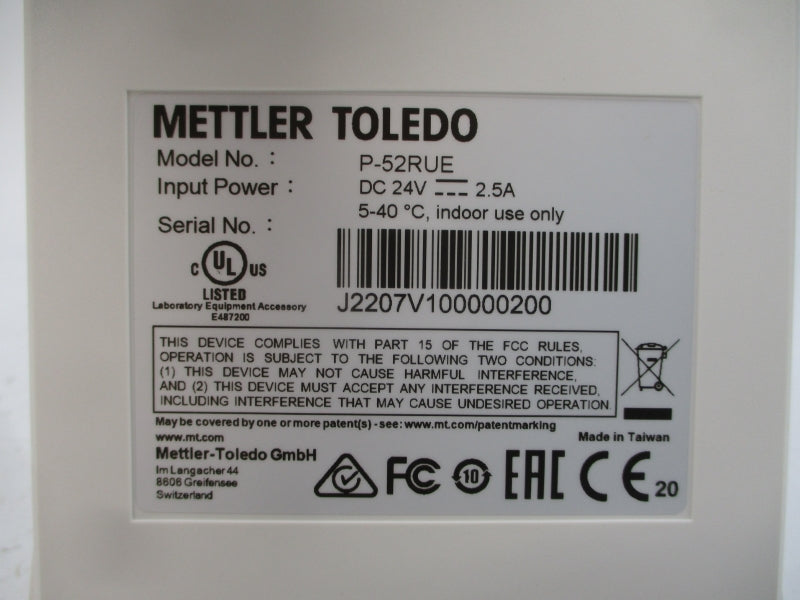 METTLER TOLEDO
Model No. : P-52RUE
Input Power : DC 24V 2.5A
5-40 °C, indoor use only
Serial No. :
C UL US
LISTED
Laboratory Equipment Accessory
E487200
J2207V100000200
THIS DEVICE COMPLIES WITH PART 15 OF THE FCC RULES,
OPERATION IS SUBJECT TO THE FOLLOWING TWO CONDITIONS:
(1) THIS DEVICE MAY NOT CAUSE HARMFUL INTERFERENCE,
AND (2) THIS DEVICE MUST ACCEPT ANY INTERFERENCE RECEIVED,
INCLUDING INTERFERENCE THAT MAY CAUSE UNDESIRED OPERATION.
May be covered by one or more patent(s) - see: www.mt.com/patentmarking
www.mt.com
Made in Taiwan
Mettler-Toledo GmbH
Im Langacher 44
8606 Greifensee
Switzerland
FC 10 EAC CE 20